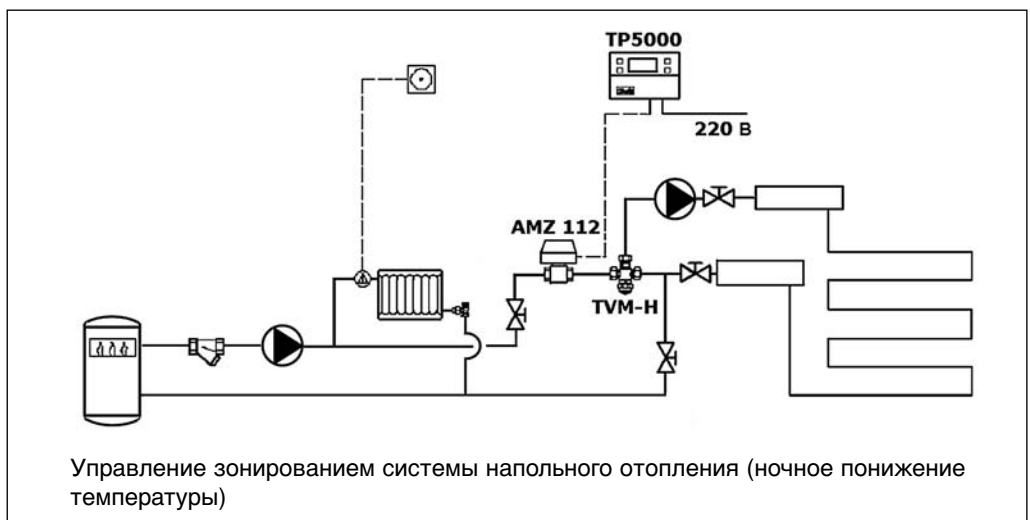 TP5000
220 В
AMZ 112
TVM-H
Управление зонированием системы напольного отопления (ночное понижение
температуры)